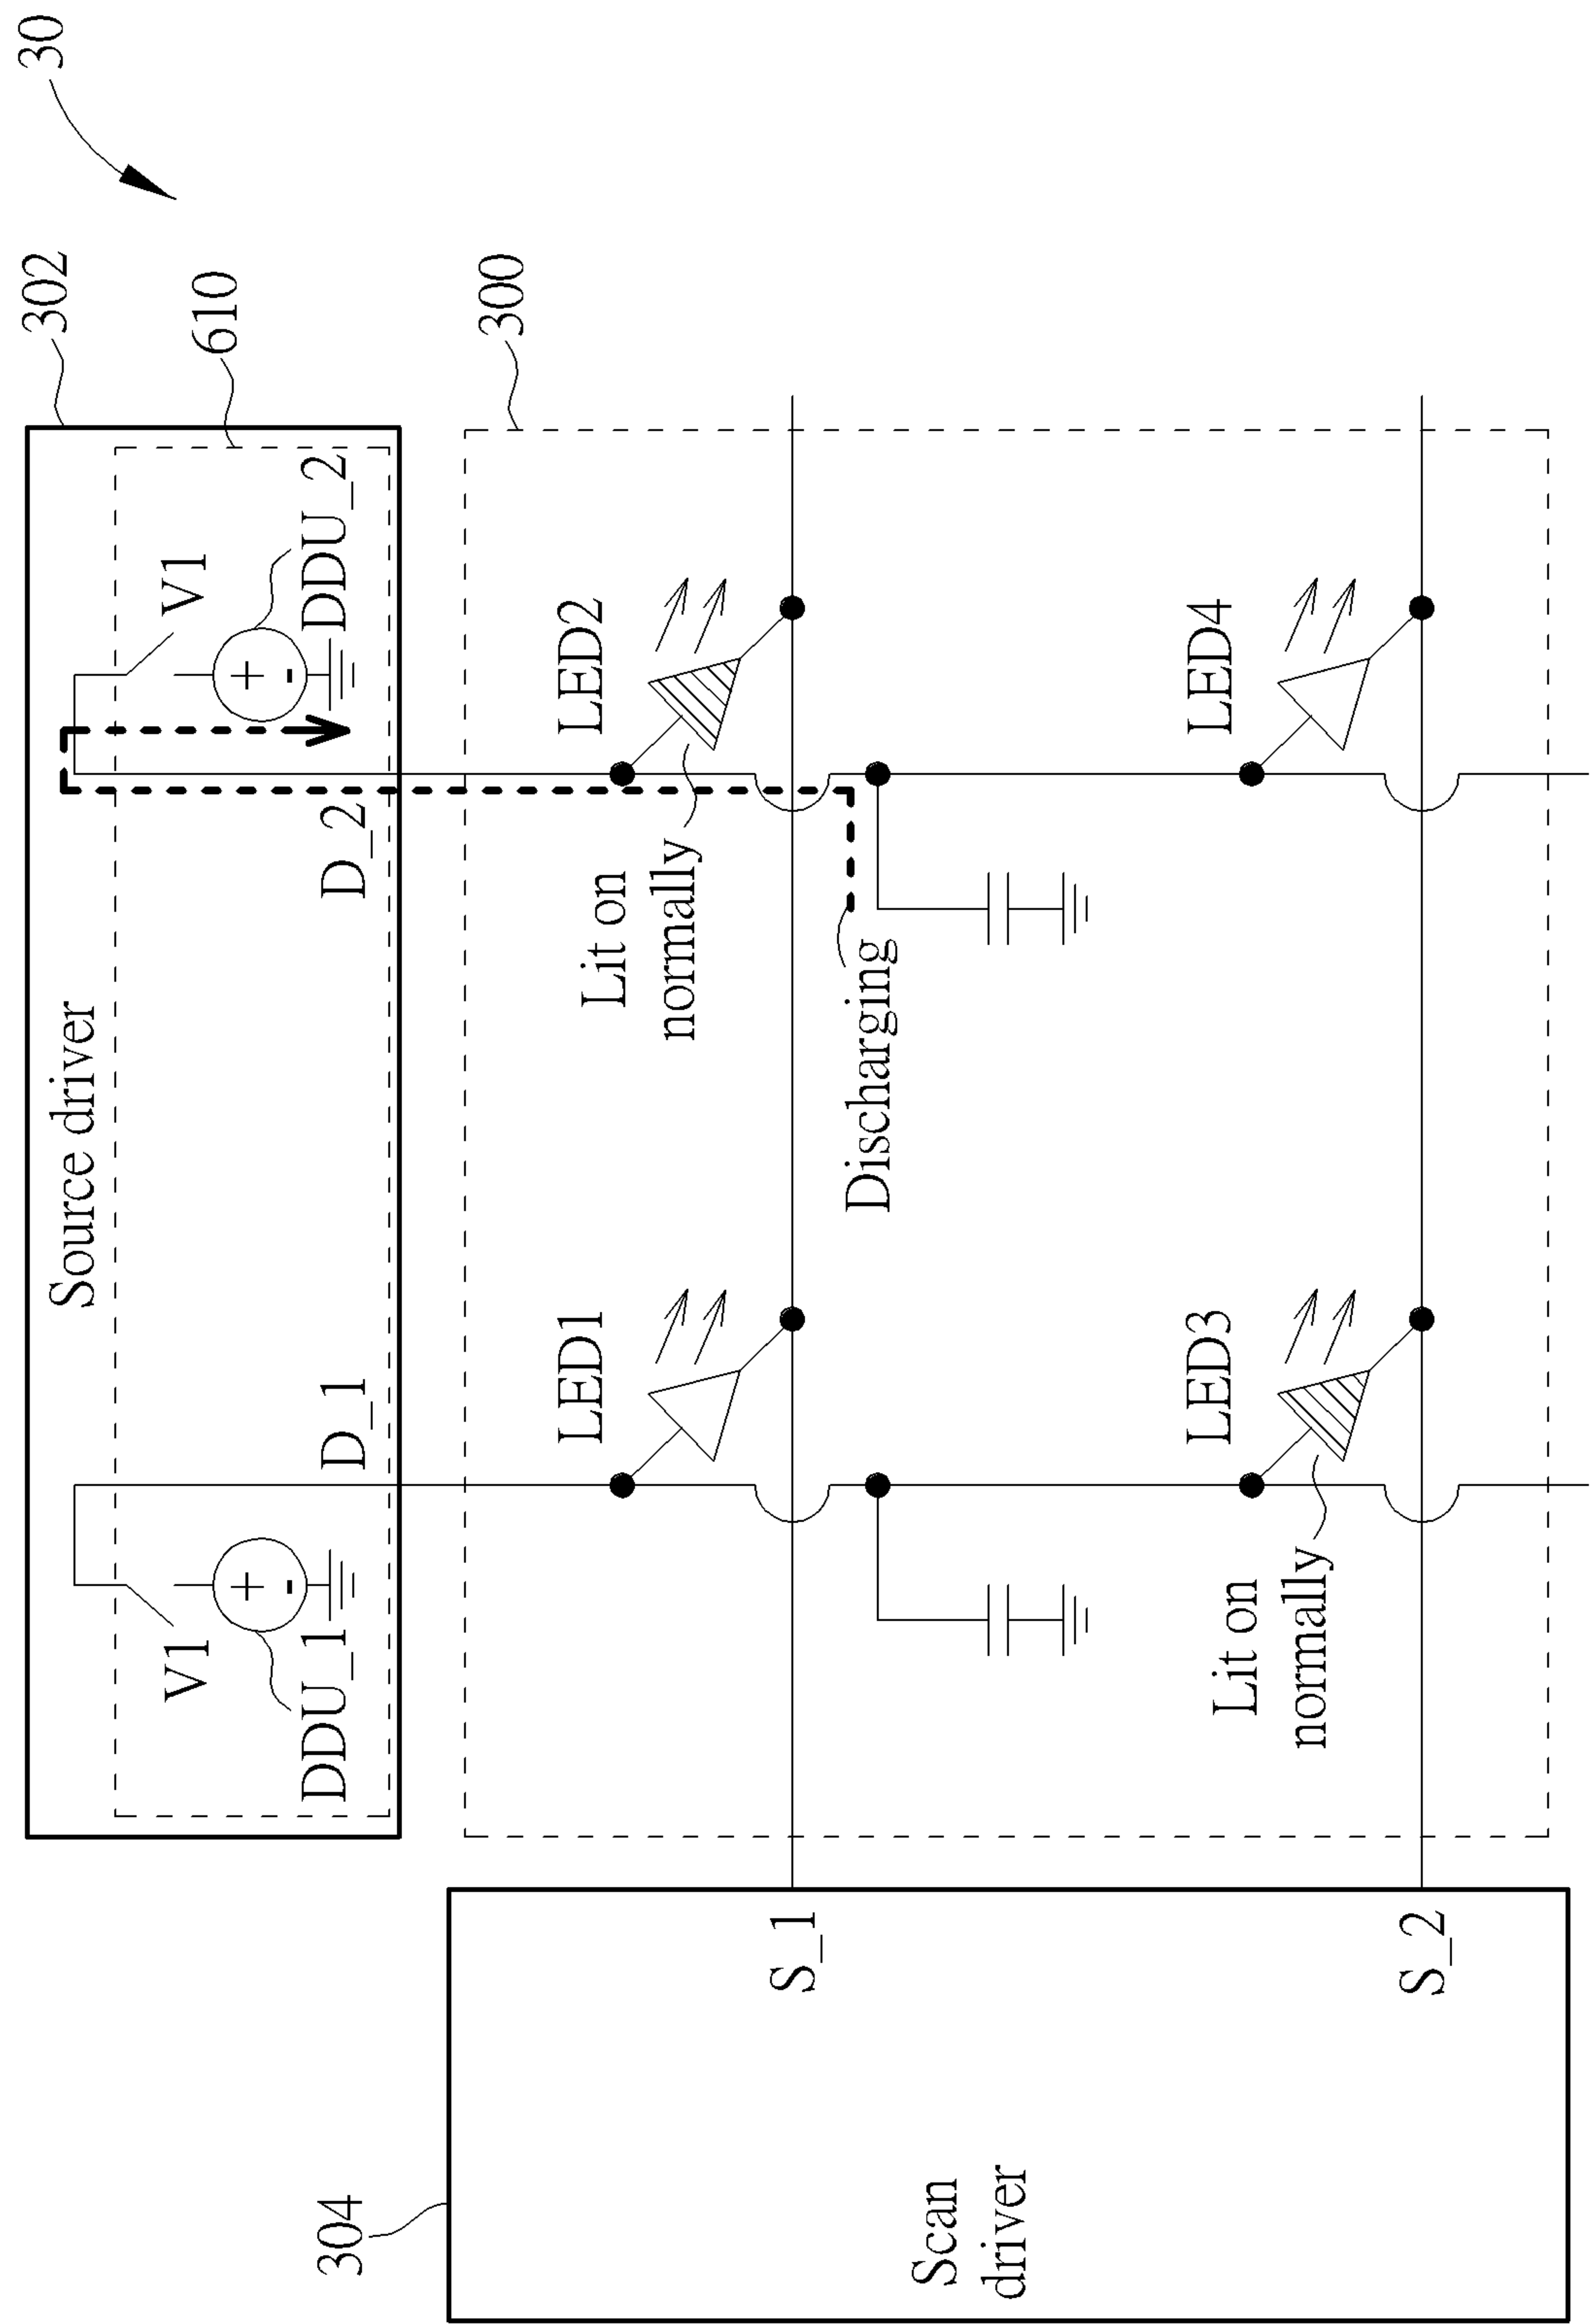 30
302
610
300
304
Source driver
V1
DDU_1
D_1
D_2
V1
DDU_2
LED1
LED2
Lit on
normally
Discharging
LED3
Lit on
normally
LED4
S_1
S_2
Scan
driver